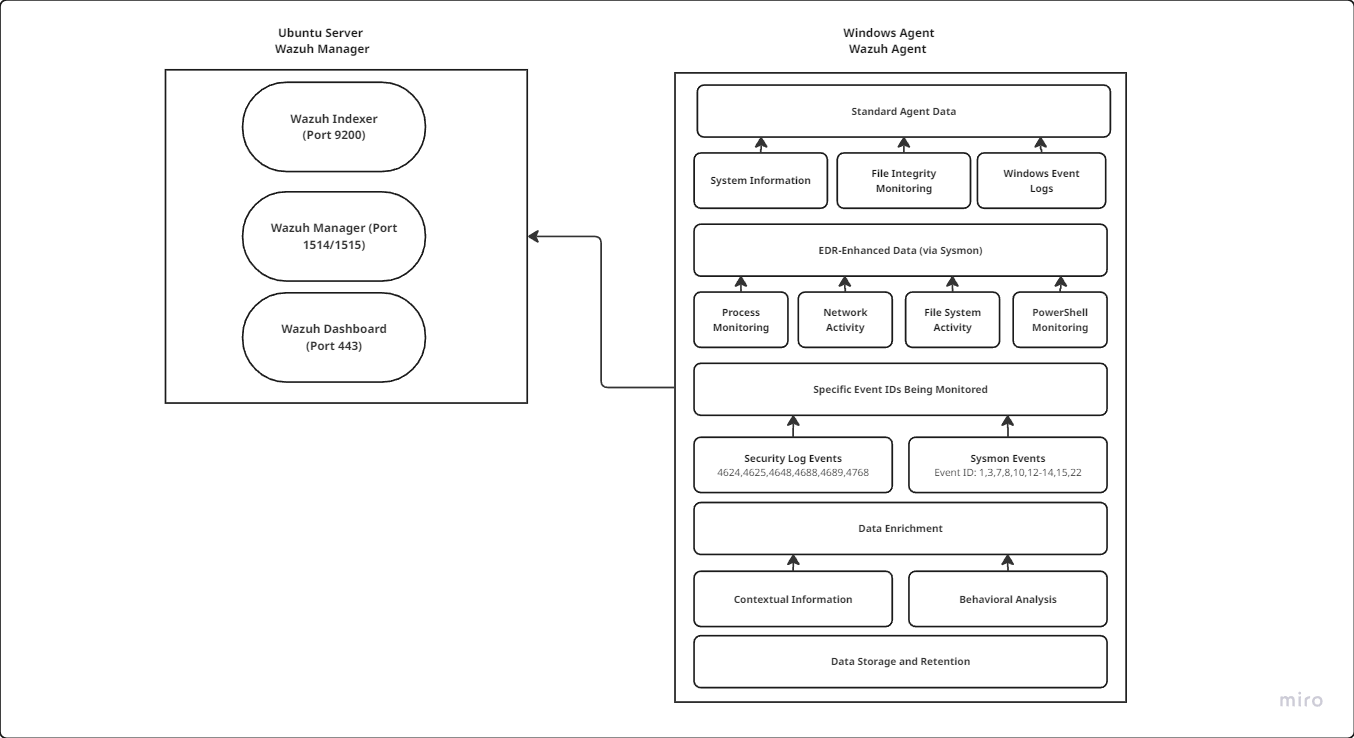 Ubuntu Server
Wazuh Manager
Wazuh Indexer
(Port 9200)
Wazuh Manager (Port
1514/1515)
Wazuh Dashboard
(Port 443)
Windows Agent
Wazuh Agent
Standard Agent Data
System Information
File Integrity
Monitoring
Windows Event
Logs
EDR-Enhanced Data (via Sysmon)
Process
Monitoring
Network
Activity
File System
Activity
PowerShell
Monitoring
Specific Event IDs Being Monitored
Security Log Events
4624,4625,4648,4688,4689,4768
Sysmon Events
Event ID: 1,3,7,8,10,12-14,15,22
Data Enrichment
Contextual Information
Behavioral Analysis
Data Storage and Retention
miro